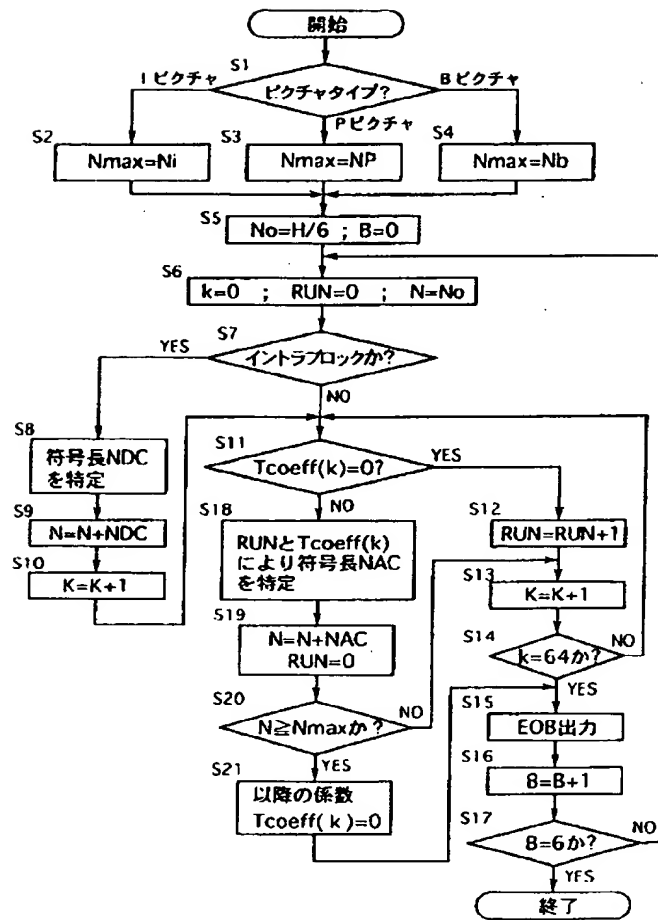 開始
S1
Iピクチャ
Bピクチャ
ピクチャタイプ?
Pピクチャ
S2
S3
S4
Nmax=Ni
Nmax=NP
Nmax=Nb
S5
No=H/6 ; B=0
S6
k=0 ; RUN=0 ; N=No
S7
YES
イントラブロックか?
NO
S8
符号長NDC
を特定
S9
N=N+NDC
S10
K=K+1
S11
Tcoeff(k)=0?
YES
NO
S18
RUNとTcoeff(k)
により符号長NAC
を特定
S12
RUN=RUN+1
S13
K=K+1
S19
N=N+NAC
RUN=0
S14
k=64か?
NO
YES
S20
N≧Nmaxか?
NO
YES
S15
EOB出力
S21
以降の係数
Tcoeff(k)=0
S16
B=B+1
S17
B=6か?
NO
YES
終了